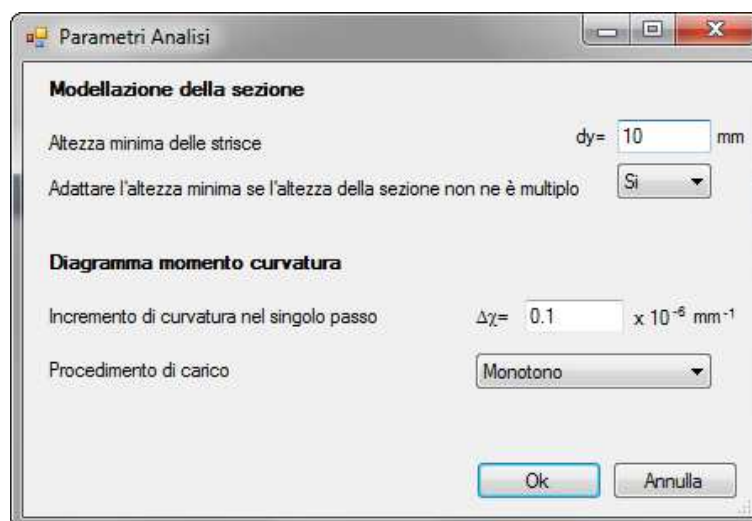 Parametri Analisi
Modellazione della sezione
Altezza minima delle strisce dy= 10 mm
Adattare l'altezza minima se l'altezza della sezione non ne è multiplo Si
Diagramma momento curvatura
Incremento di curvatura nel singolo passo Δχ= 0.1 x 10⁻⁶ mm⁻¹
Procedimento di carico Monotono
Ok Annulla